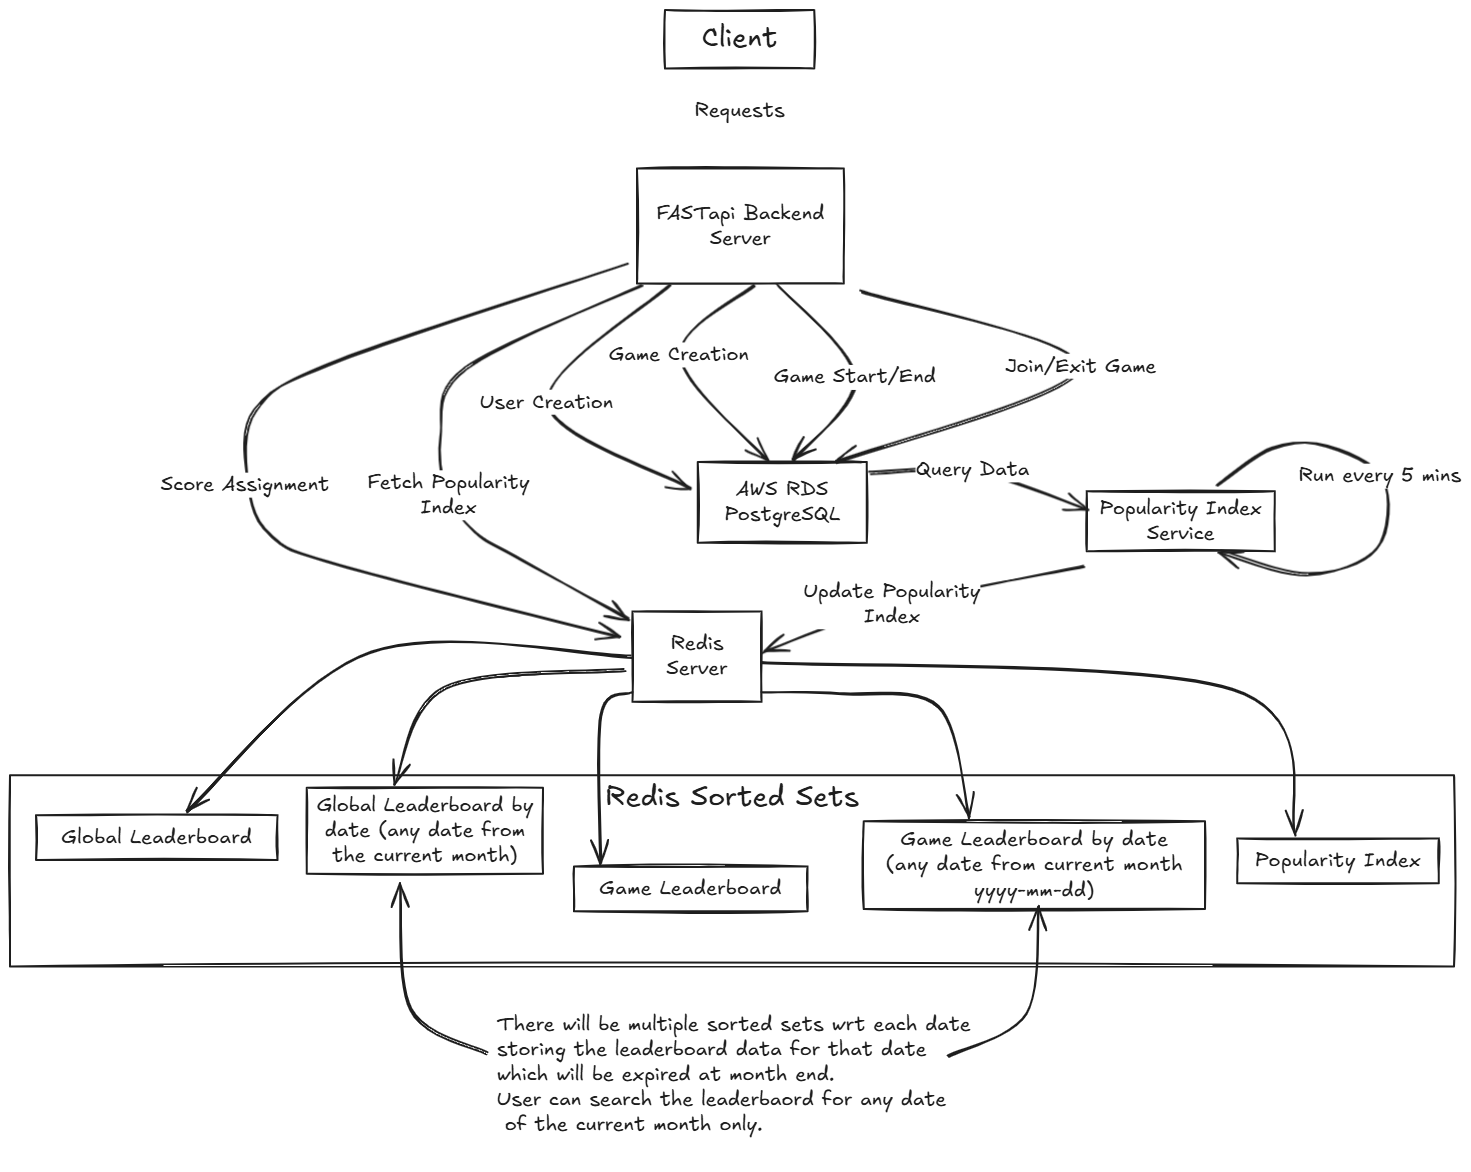 Client
Requests
FASTapi Backend
Server
Game Creation
Join/Exit Game
Game Start/End
User Creation
Score Assignment
Fetch Popularity
Index
AWS RDS
PostgreSQL
Query Data
Run every 5 mins
Popularity Index
Service
Update Popularity
Index
Redis
Server
Redis Sorted Sets
Global Leaderboard
Global Leaderboard by
date (any date from
the current month)
Game Leaderboard
Game Leaderboard by date
(any date from current month
yyyy-mm-dd)
Popularity Index
There will be multiple sorted sets wrt each date
storing the leaderboard data for that date
which will be expired at month end.
User can search the leaderbaord for any date
of the current month only.